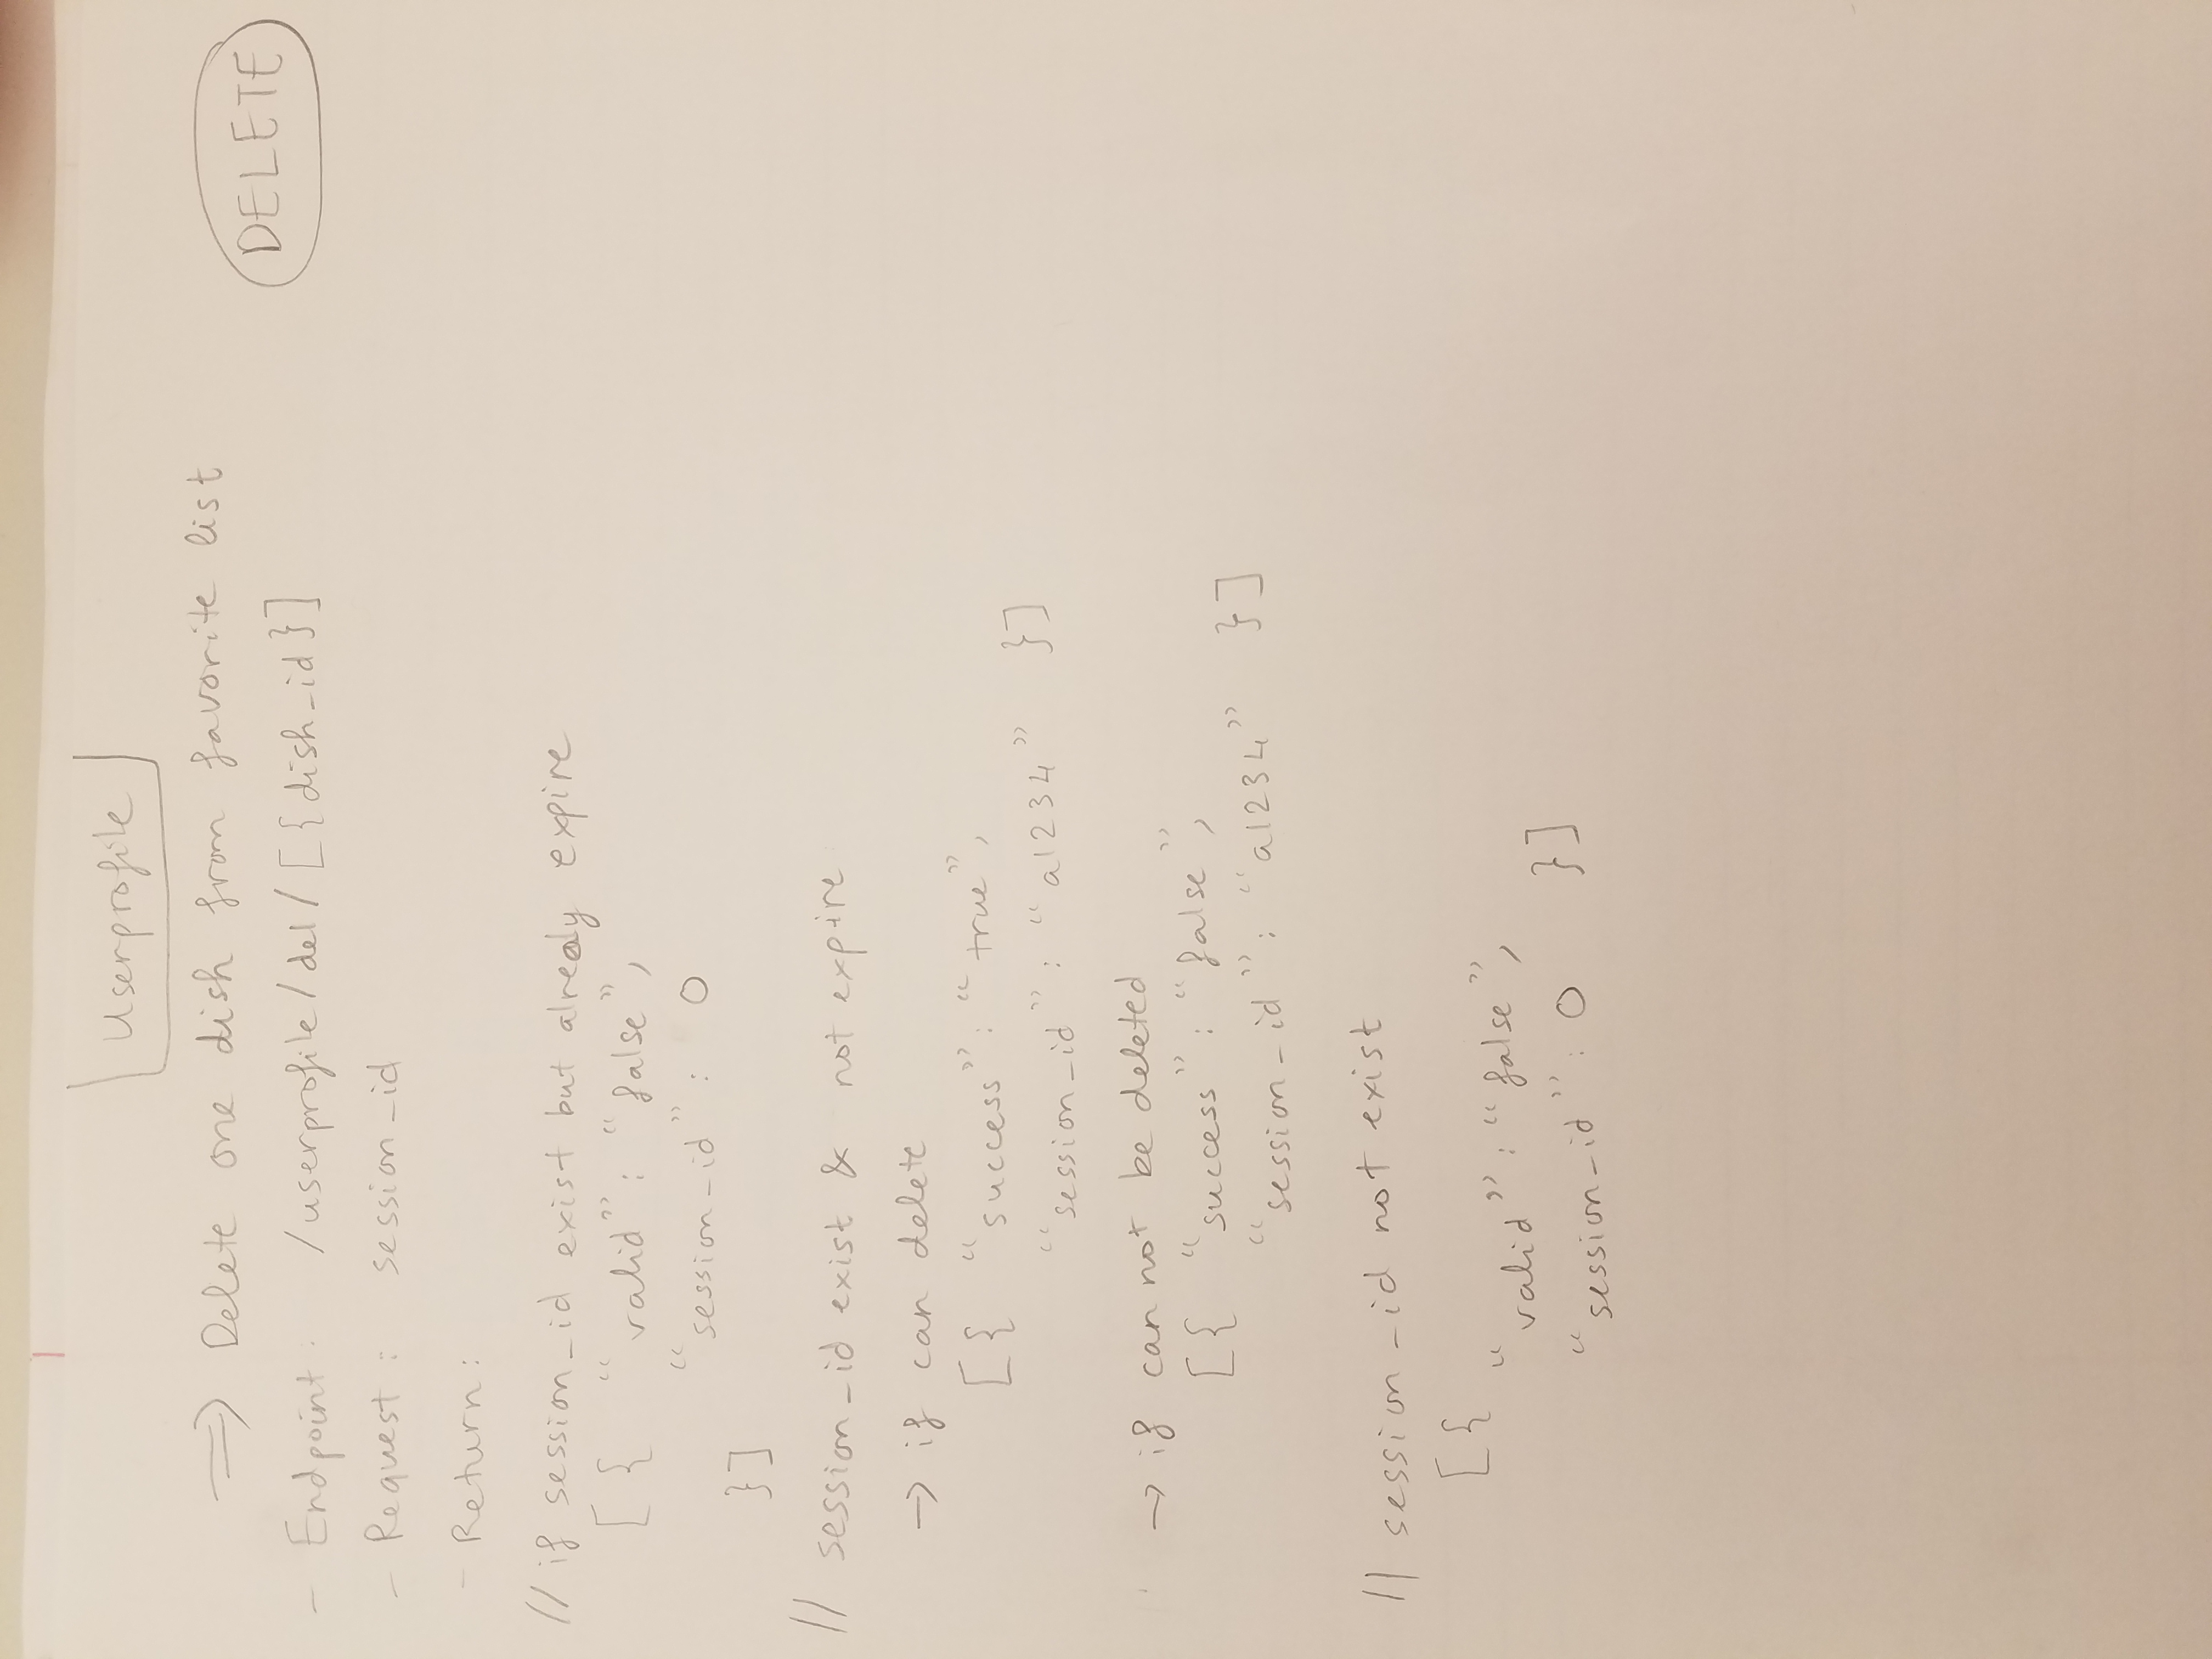 Userprofile
=> Delete one dish from favorite list
DELETE
- Endpoint: /userprofile/del/[{dish_id}]
- Request: session_id
- Return:
// if session_id exist but already expire
[{ "valid": "false",
"session_id": 0
}]
// session_id exist & not expire
-> if can delete
[{ "success": "true",
"session_id": "a1234" }]
-> if can not be deleted
[{ "success": "false",
"session_id": "a1234" }]
// session_id not exist
[{
"valid": "false",
"session_id": 0 }]